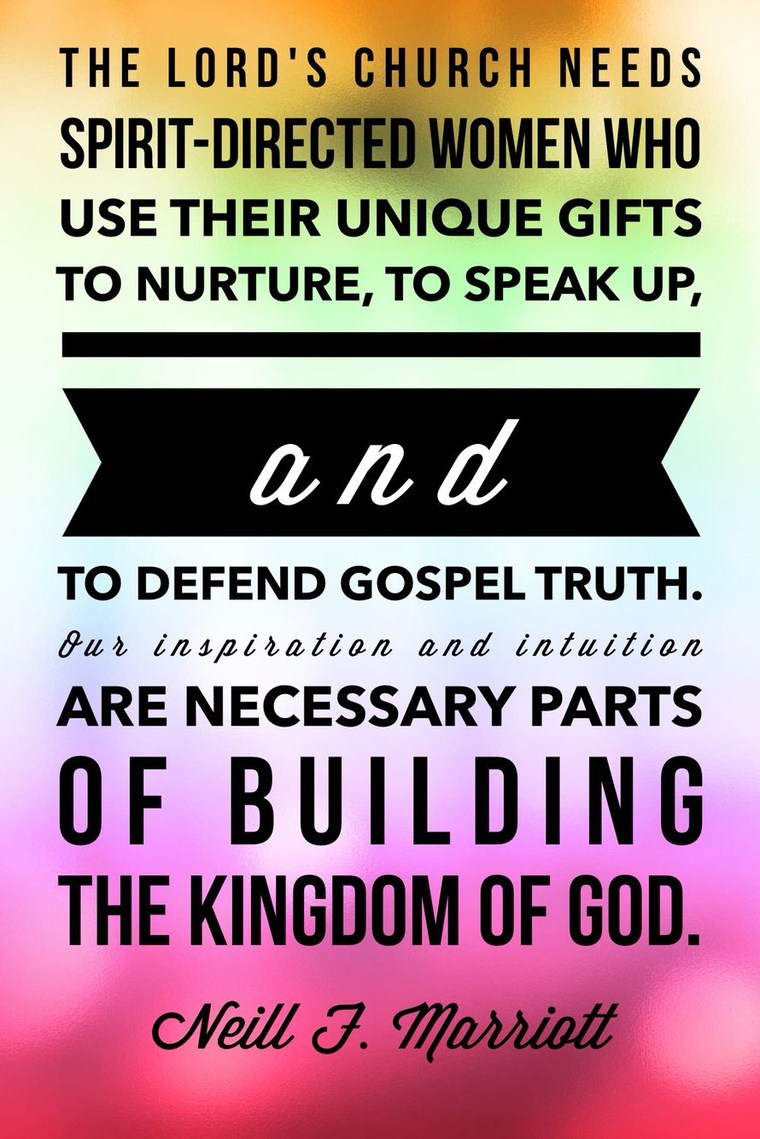 THE LORD'S CHURCH NEEDS
SPIRIT-DIRECTED WOMEN WHO
USE THEIR UNIQUE GIFTS
TO NURTURE, TO SPEAK UP,
and
TO DEFEND GOSPEL TRUTH.
Our inspiration and intuition
ARE NECESSARY PARTS
OF BUILDING
THE KINGDOM OF GOD.
Neill F. Marriott